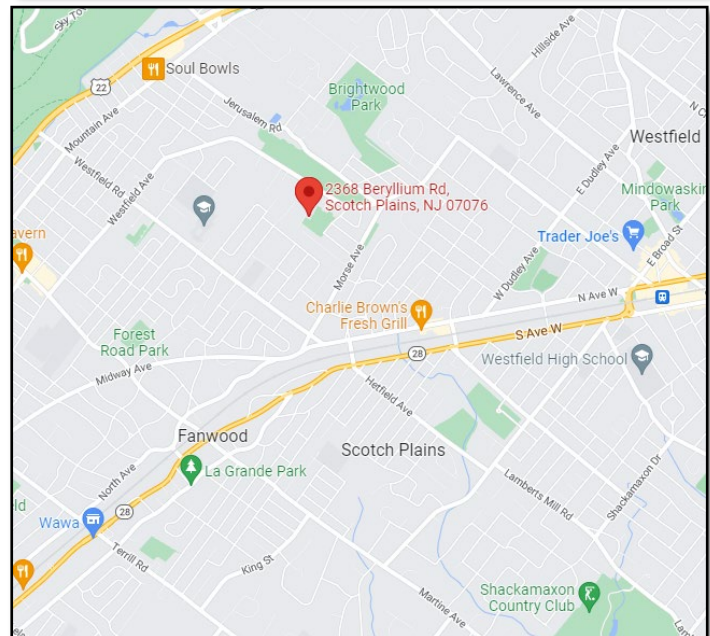 Sky Top
Hillside Ave
22
Soul Bowls
Lawrence Ave
Brightwood
Park
Mountain Ave
Jerusalem Rd
Westfield
Westfield Rd
E Dudley Ave
2368 Beryllium Rd,
Scotch Plains, NJ 07076
Westfield Ave
Mindowaskin
Park
Trader Joe's
E Broad St
avern
Morse Ave
W Dudley Ave
Charlie Brown's
Fresh Grill
N Ave W
S Ave W
Forest
Road Park
28
Westfield High School
Midway Ave
Hetfield Ave
Fanwood
Scotch Plains
La Grande Park
North Ave
Lamberts Mill Rd
Shackamaxon Dr
ld
28
Wawa
Terrill Rd
King St
Martine Ave
Shackamaxon
Country Club